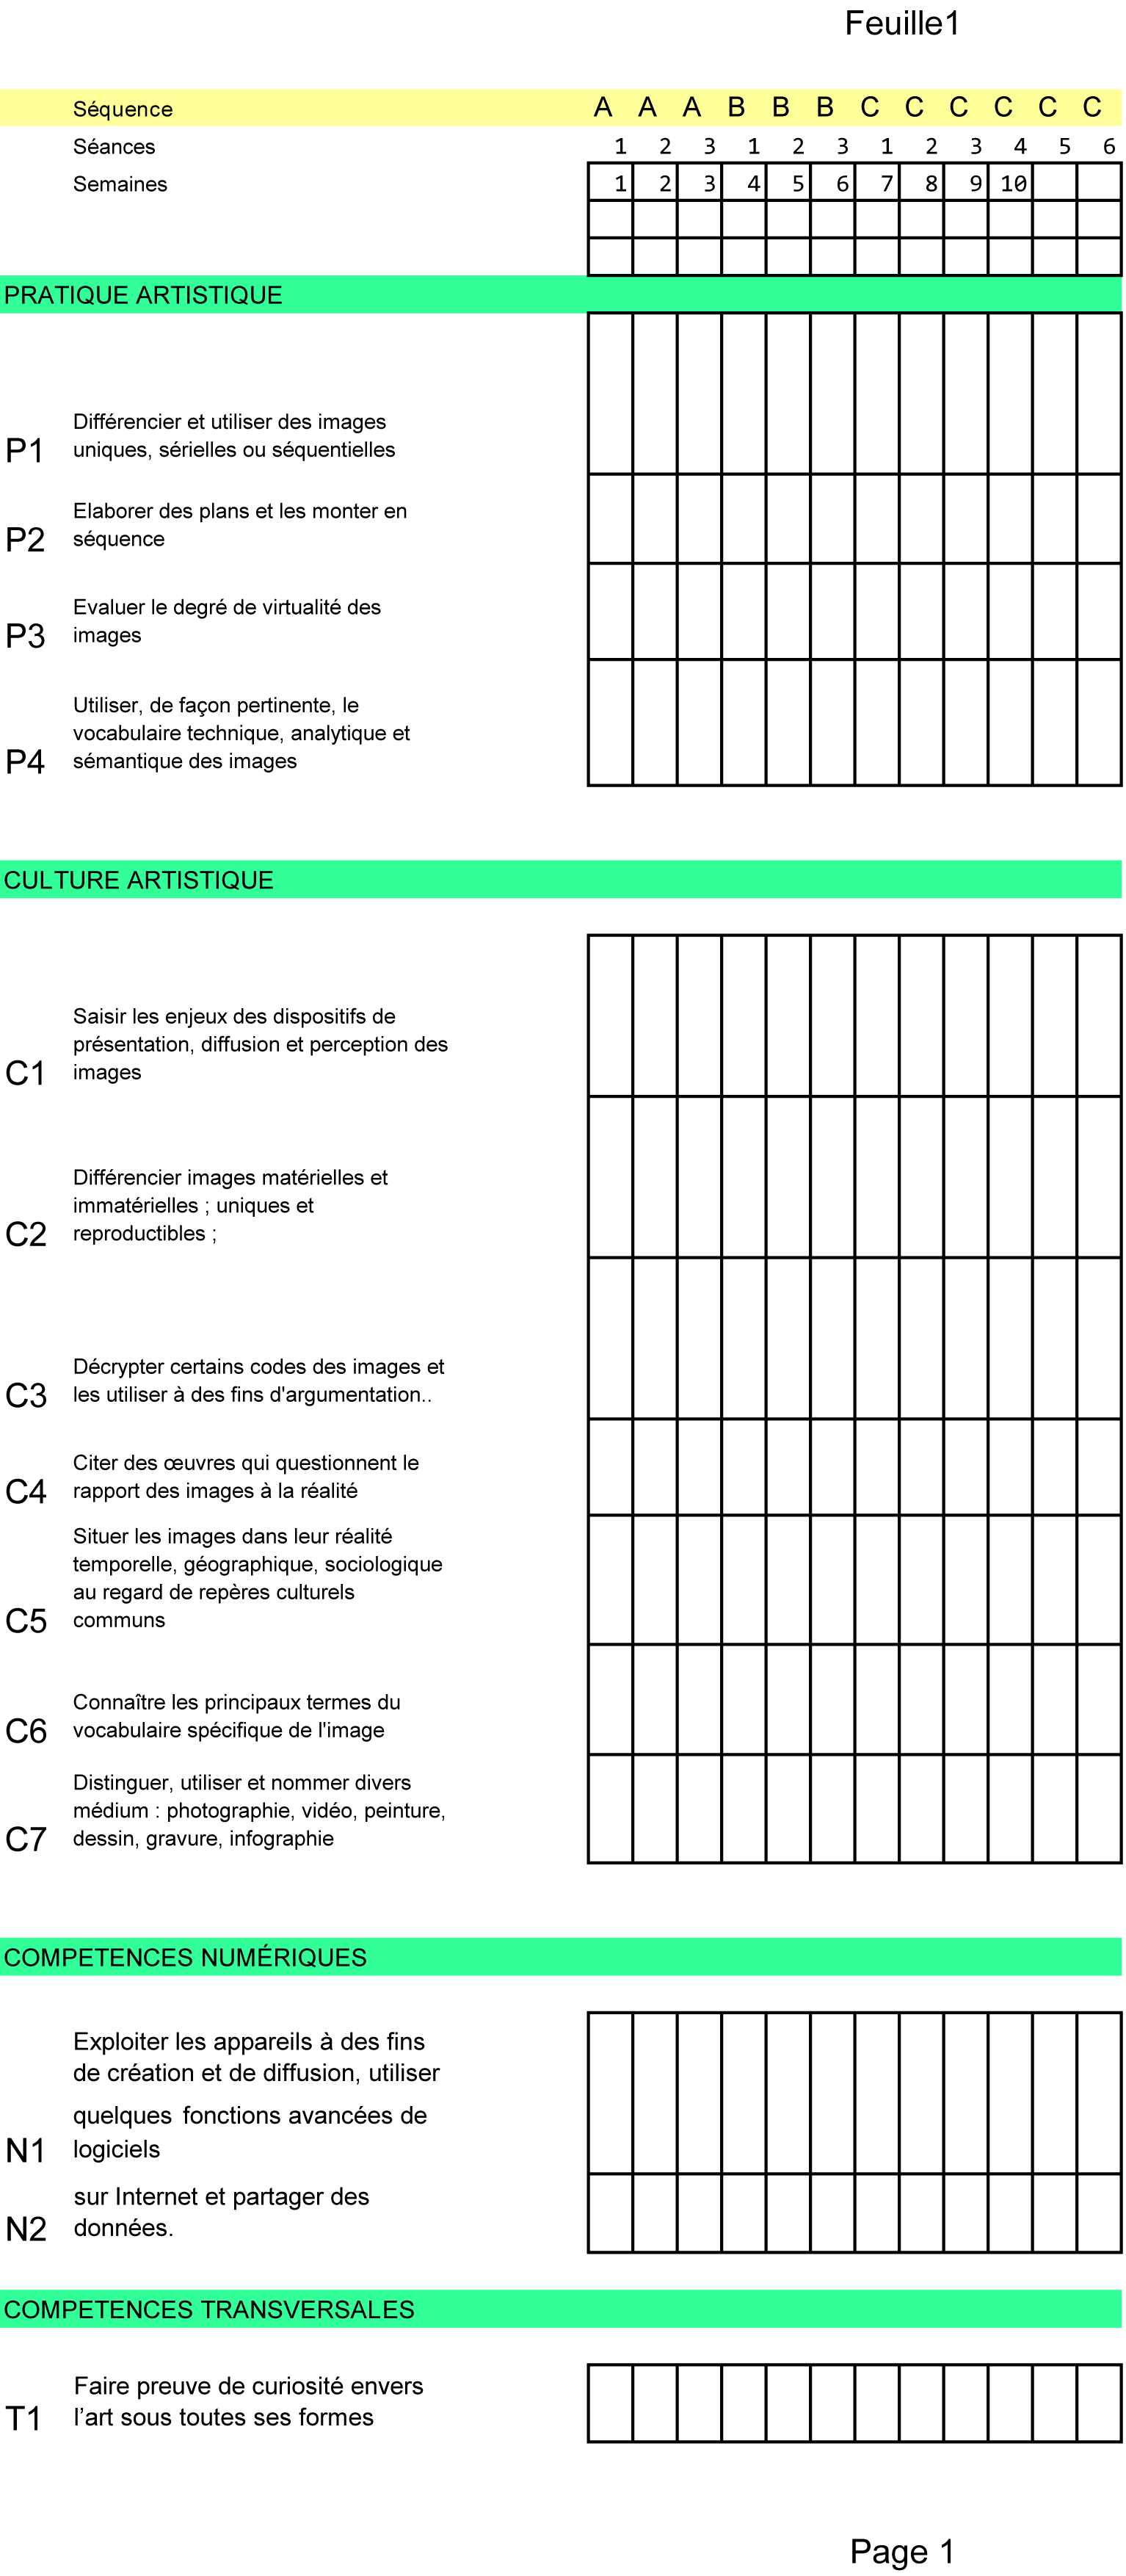 Feuille1
Séquence A A A B B B C C C C C C
Séances 1 2 3 1 2 3 1 2 3 4 5 6
Semaines 1 2 3 4 5 6 7 8 9 10
PRATIQUE ARTISTIQUE
Différencier et utiliser des images
P1 uniques, sérielles ou séquentielles
Elaborer des plans et les monter en
P2 séquence
Evaluer le degré de virtualité des
P3 images
Utiliser, de façon pertinente, le
vocabulaire technique, analytique et
P4 sémantique des images
CULTURE ARTISTIQUE
Saisir les enjeux des dispositifs de
présentation, diffusion et perception des
C1 images
Différencier images matérielles et
immatérielles ; uniques et
C2 reproductibles ;
Décrypter certains codes des images et
C3 les utiliser à des fins d'argumentation..
Citer des œuvres qui questionnent le
C4 rapport des images à la réalité
Situer les images dans leur réalité
temporelle, géographique, sociologique
au regard de repères culturels
C5 communs
Connaître les principaux termes du
C6 vocabulaire spécifique de l'image
Distinguer, utiliser et nommer divers
médium : photographie, vidéo, peinture,
C7 dessin, gravure, infographie
COMPETENCES NUMÉRIQUES
Exploiter les appareils à des fins
de création et de diffusion, utiliser
quelques fonctions avancées de
N1 logiciels
sur Internet et partager des
N2 données.
COMPETENCES TRANSVERSALES
Faire preuve de curiosité envers
T1 l’art sous toutes ses formes
Page 1